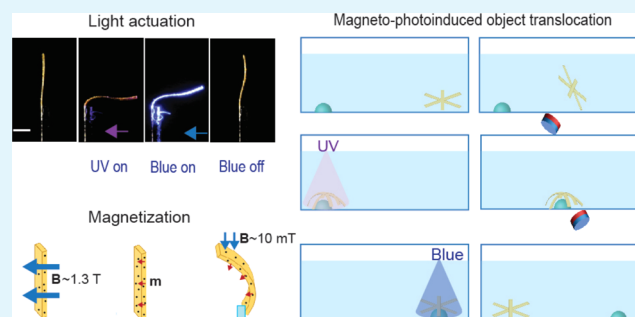 Light actuation
UV on
Blue on
Blue off
Magnetization
B~1.3 T
m
B~10 mT
Magneto-photoinduced object translocation
UV
Blue